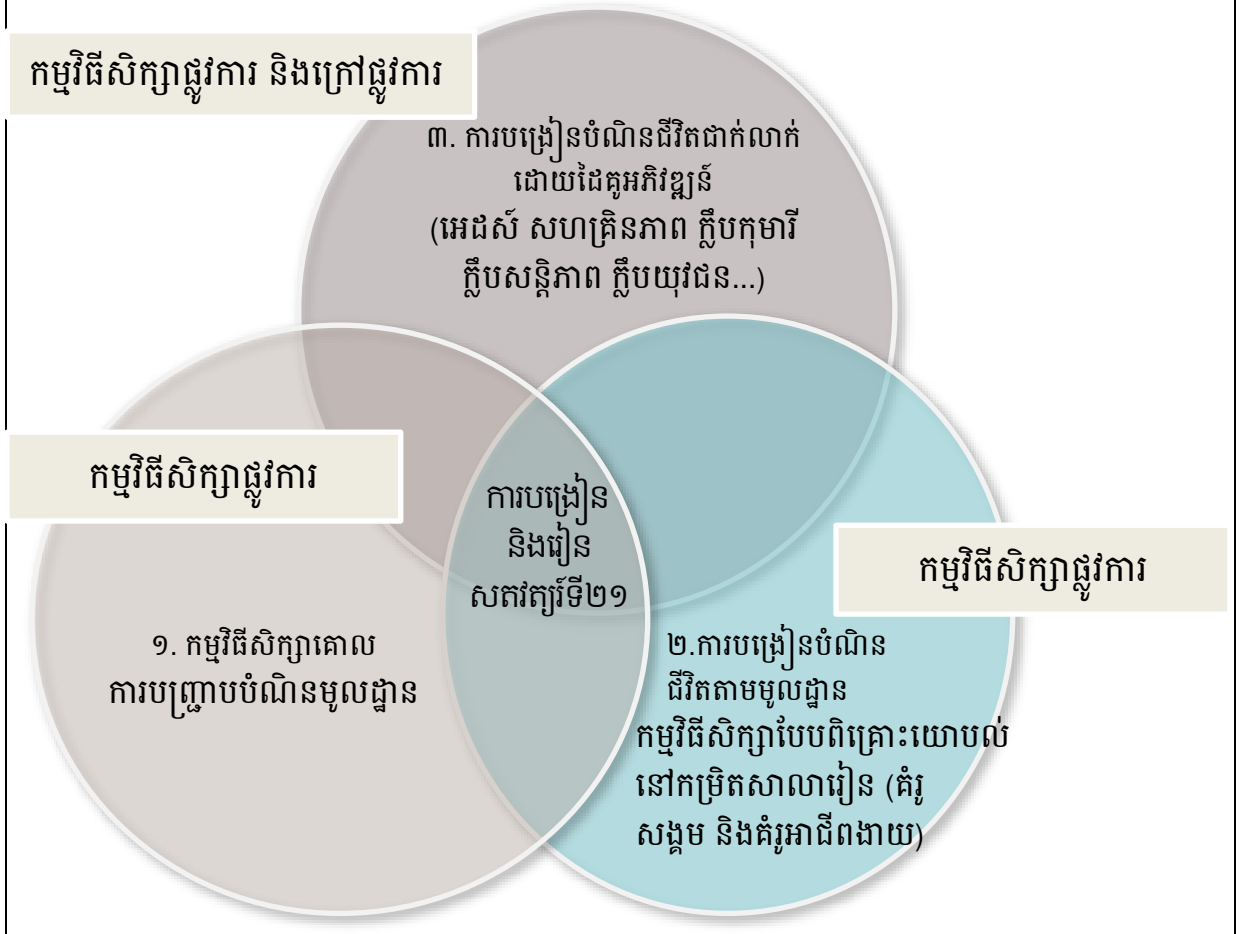 កម្មវិធីសិក្សាផ្លូវការ និងក្រៅផ្លូវការ
៣. ការបង្រៀនបំណិនជីវិតជាក់លាក់
ដោយដៃគូអភិវឌ្ឍន៍
(អេដស៍ សហគ្រិនភាព ក្លឹបកុមារី
ក្លឹបសន្តិភាព ក្លឹបយុវជន...)
កម្មវិធីសិក្សាផ្លូវការ
ការបង្រៀន
និងរៀន
សតវត្សរ៍ទី២១
កម្មវិធីសិក្សាផ្លូវការ
១. កម្មវិធីសិក្សាគោល
ការបញ្ជ្រាបបំណិនមូលដ្ឋាន
២.ការបង្រៀនបំណិន
ជីវិតតាមមូលដ្ឋាន
កម្មវិធីសិក្សាបែបពិគ្រោះយោបល់
នៅកម្រិតសាលារៀន (គំរូ
សង្គម និងគំរូអាជីពងាយ)